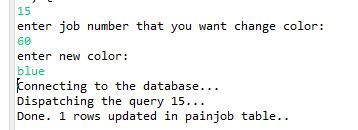 15
enter job number that you want change color:
60
enter new color:
blue
Connecting to the database...
Dispatching the query 15...
Done. 1 rows updated in painjob table..